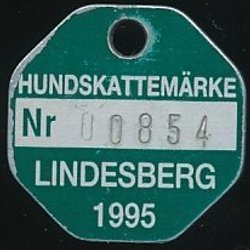 HUNDSKATTEMÄRKE
Nr 00854
LINDESBERG
1995